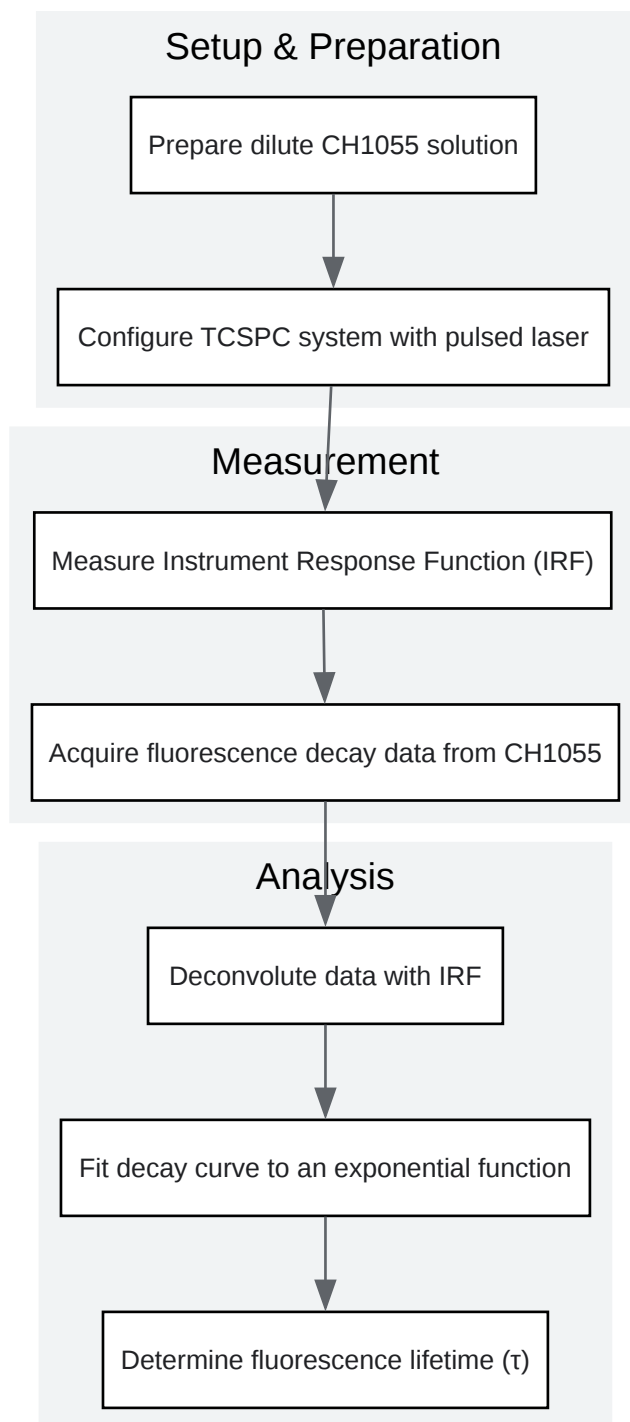 Setup & Preparation
Prepare dilute CH1055 solution
Configure TCSPC system with pulsed laser
Measurement
Measure Instrument Response Function (IRF)
Acquire fluorescence decay data from CH1055
Analysis
Deconvolute data with IRF
Fit decay curve to an exponential function
Determine fluorescence lifetime (τ)